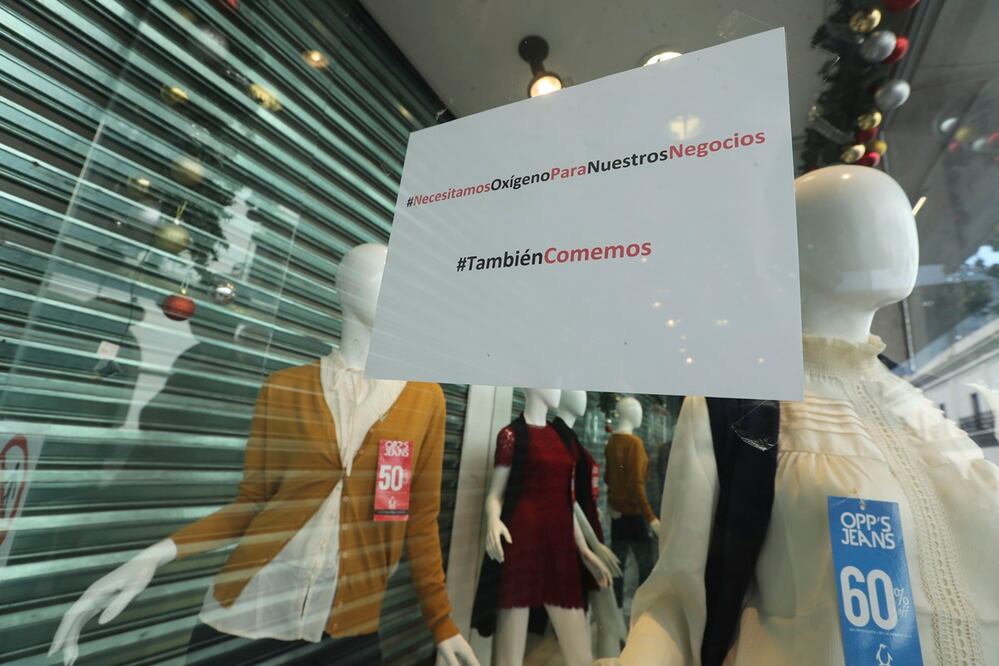 #NecesitamosOxígenoParaNuestrosNegocios
#TambiénComemos
OPP'S
JEANS
50
OPP'S
JEANS
60%